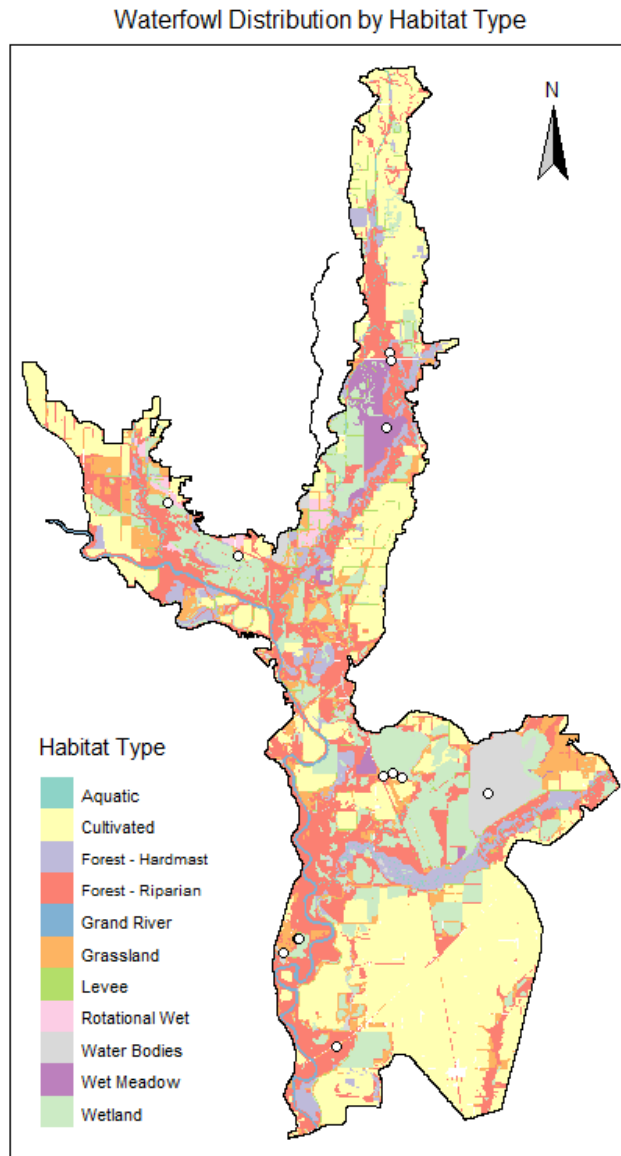 Waterfowl Distribution by Habitat Type
N
Habitat Type
Aquatic
Cultivated
Forest - Hardmast
Forest - Riparian
Grand River
Grassland
Levee
Rotational Wet
Water Bodies
Wet Meadow
Wetland